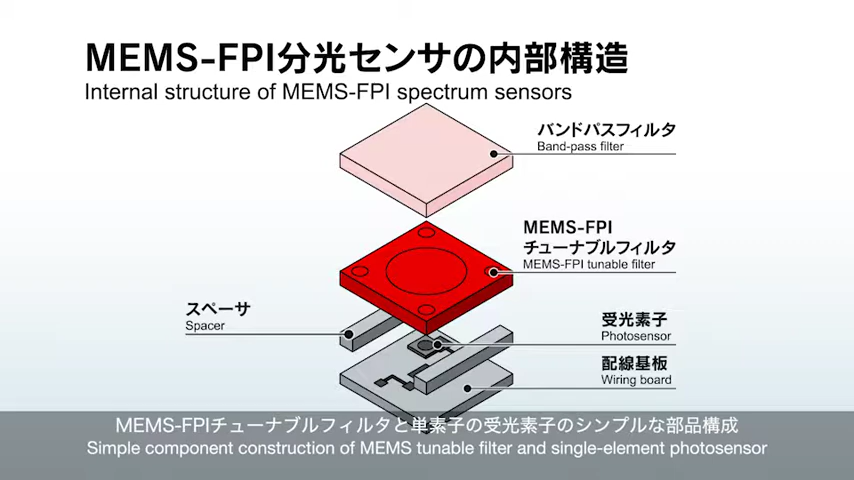 MEMS-FPI分光センサの内部構造
Internal structure of MEMS-FPI spectrum sensors
バンドパスフィルタ
Band-pass filter
MEMS-FPI
チューナブルフィルタ
MEMS-FPI tunable filter
スペーサ
Spacer
受光素子
Photosensor
配線基板
Wiring board
MEMS-FPIチューナブルフィルタと単素子の受光素子のシンプルな部品構成
Simple component construction of MEMS tunable filter and single-element photosensor